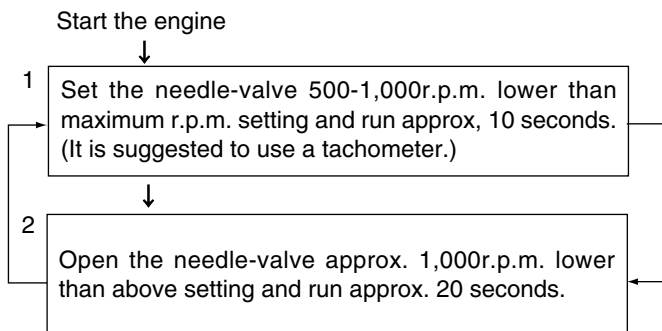 Start the engine
1
Set the needle-valve 500-1,000r.p.m. lower than
maximum r.p.m. setting and run approx, 10 seconds.
(It is suggested to use a tachometer.)
2
Open the needle-valve approx. 1,000r.p.m. lower
than above setting and run approx. 20 seconds.